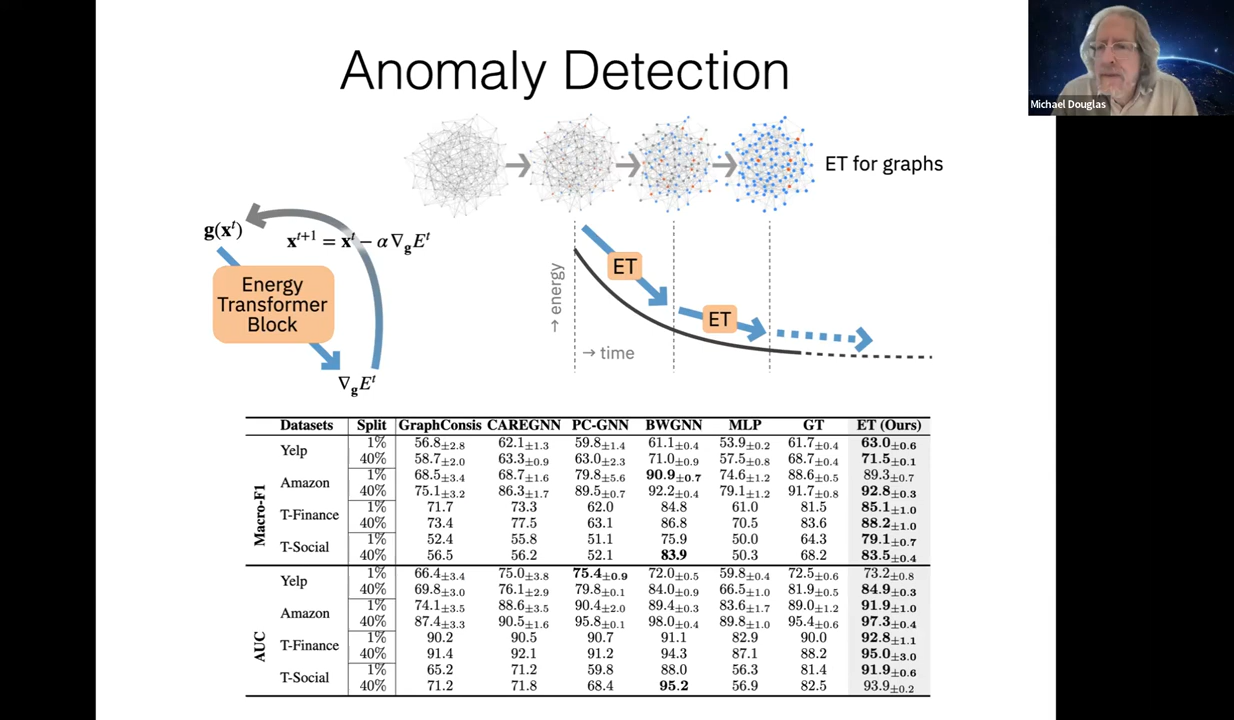 Anomaly Detection
Michael Douglas
ET for graphs
g(xᵗ)
xᵗ⁺¹ = xᵗ − α∇gEᵗ
Energy
Transformer
Block
∇gEᵗ
→ energy
ET
ET
→ time
Datasets Split GraphConsis CAREGNN PC-GNN BWGNN MLP GT ET (Ours)
Macro-F1
Yelp 1% 56.8±2.8 62.1±1.3 59.8±1.4 61.1±0.4 53.9±0.2 61.7±0.4 63.0±0.6
40% 58.7±2.0 63.3±0.9 63.0±2.3 71.0±0.9 57.5±0.8 68.7±0.4 71.5±0.1
Amazon 1% 68.5±3.4 68.7±1.6 79.8±5.6 90.9±0.7 74.6±1.2 88.6±0.5 89.3±0.7
40% 75.1±3.2 86.3±1.7 89.5±0.7 92.2±0.4 79.1±1.2 91.7±0.8 92.8±0.3
T-Finance 1% 71.7 73.3 62.0 84.8 61.0 81.5 85.1±1.0
40% 73.4 77.5 63.1 86.8 70.5 83.6 88.2±1.0
T-Social 1% 52.4 55.8 51.1 75.9 50.0 64.3 79.1±0.7
40% 56.5 56.2 52.1 83.9 50.3 68.2 83.5±0.4
AUC
Yelp 1% 66.4±3.4 75.0±3.8 75.4±0.9 72.0±0.5 59.8±0.4 72.5±0.6 73.2±0.8
40% 69.8±3.0 76.1±2.9 79.8±0.1 84.0±0.9 66.5±1.0 81.9±0.5 84.9±0.3
Amazon 1% 74.1±3.5 88.6±3.5 90.4±2.0 89.4±0.3 83.6±1.7 89.0±1.2 91.9±1.0
40% 87.4±3.3 90.5±1.6 95.8±0.1 98.0±0.4 89.8±1.0 95.4±0.6 97.3±0.4
T-Finance 1% 90.2 90.5 90.7 91.1 82.9 90.0 92.8±1.1
40% 91.4 92.1 91.2 94.3 87.1 88.2 95.0±3.0
T-Social 1% 65.2 71.2 59.8 88.0 56.3 81.4 91.9±0.6
40% 71.2 71.8 68.4 95.2 56.9 82.5 93.9±0.2